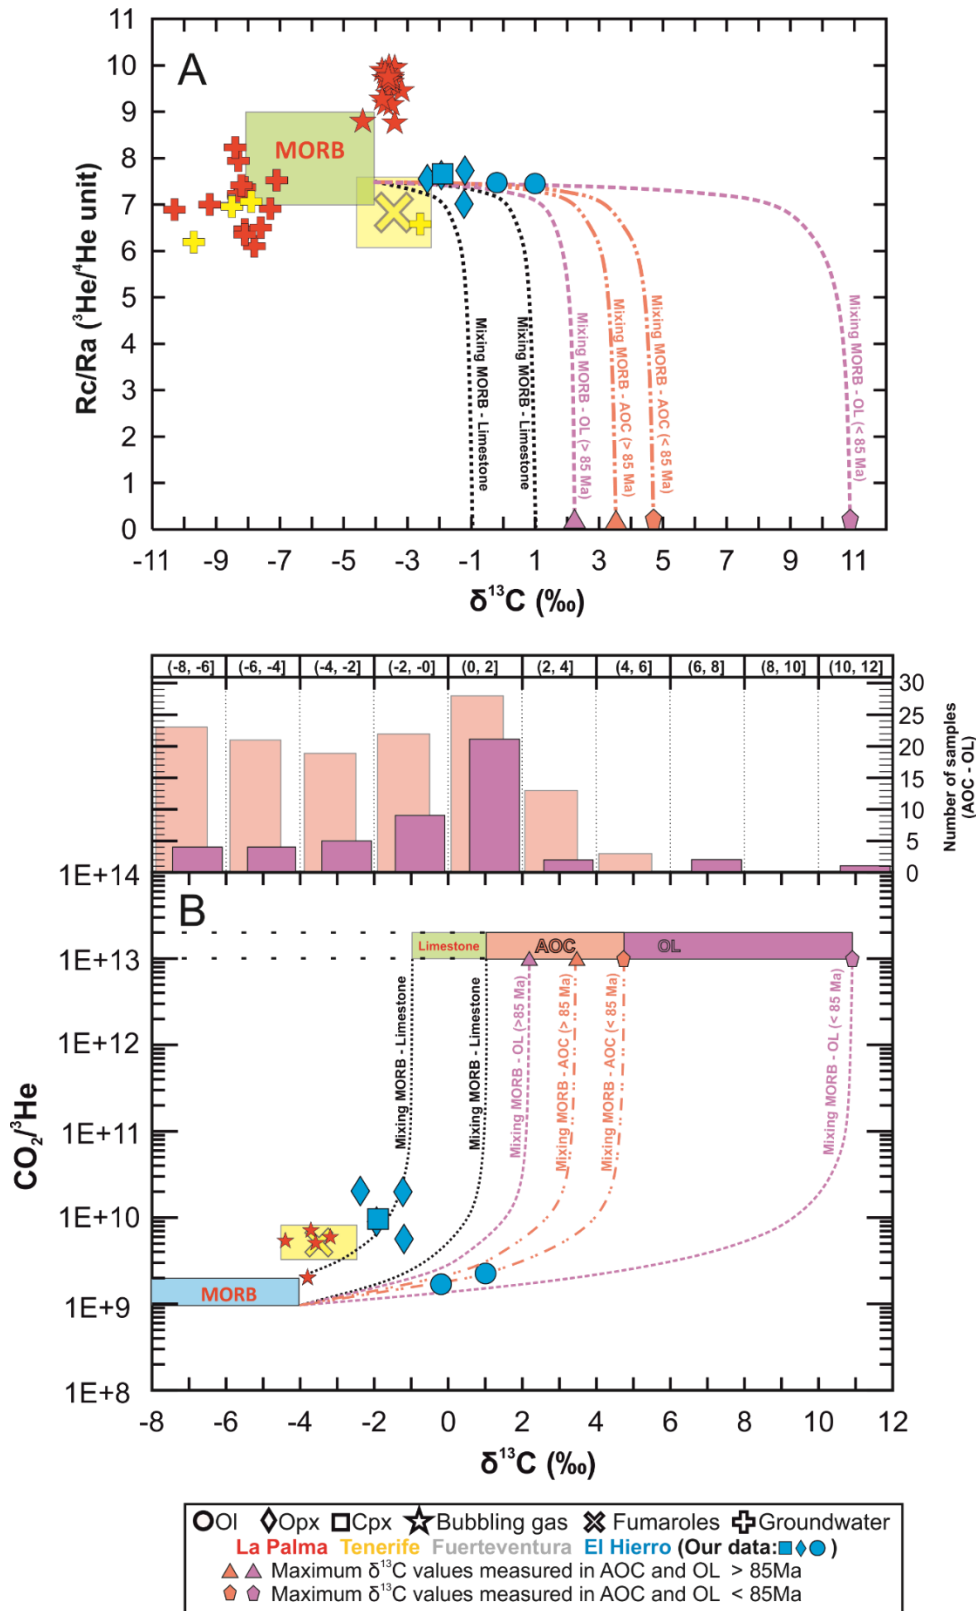 A
11
10
9
8
7
6
5
4
3
2
1
0
Rc/Ra (³He/⁴He unit)
MORB
Mixing MORB - Limestone
Mixing MORB - Limestone
Mixing MORB - OL (> 85 Ma)
Mixing MORB - AOC (> 85 Ma)
Mixing MORB - AOC (< 85 Ma)
Mixing MORB - OL (< 85 Ma)
-11 -9 -7 -5 -3 -1 1 3 5 7 9 11
δ¹³C (‰)
(-8, -6] (-6, -4] (-4, -2] (-2, -0] (0, 2] (2, 4] (4, 6] (6, 8] (8, 10] (10, 12]
30
25
20
15
10
5
0
Number of samples
(AOC - OL)
B
1E+14
1E+13
1E+12
1E+11
1E+10
1E+9
1E+8
CO₂/³He
Limestone AOC OL
Mixing MORB - Limestone
Mixing MORB - Limestone
Mixing MORB - OL (>85 Ma)
Mixing MORB - AOC (> 85 Ma)
Mixing MORB - AOC (< 85 Ma)
Mixing MORB - OL (< 85 Ma)
MORB
-8 -6 -4 -2 0 2 4 6 8 10 12
δ¹³C (‰)
Ol Opx Cpx Bubbling gas Fumaroles Groundwater
La Palma Tenerife Fuerteventura El Hierro (Our data: )
Maximum δ¹³C values measured in AOC and OL > 85Ma
Maximum δ¹³C values measured in AOC and OL < 85Ma